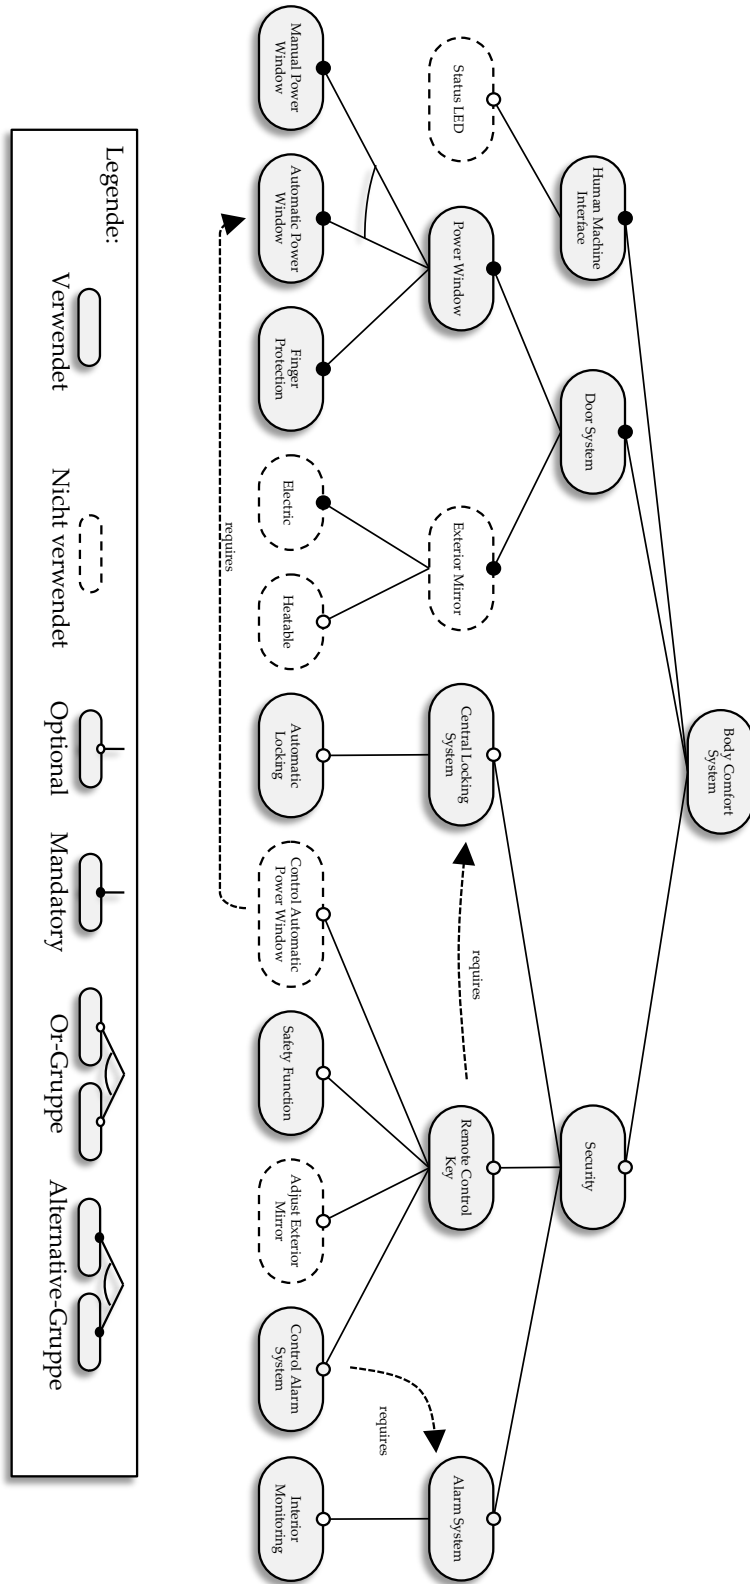 Body Comfort
System
Human Machine
Interface
Door System
Security
Status LED
Power Window
Exterior Mirror
Central Locking
System
requires
Remote Control
Key
requires
Alarm System
Manual Power
Window
Automatic Power
Window
Finger
Protection
Electric
Heatable
Automatic
Locking
Control Automatic
Power Window
Safety Function
Adjust Exterior
Mirror
Control Alarm
System
Interior
Monitoring
requires
Legende:
Verwendet
Nicht verwendet
Optional
Mandatory
Or-Gruppe
Alternative-Gruppe